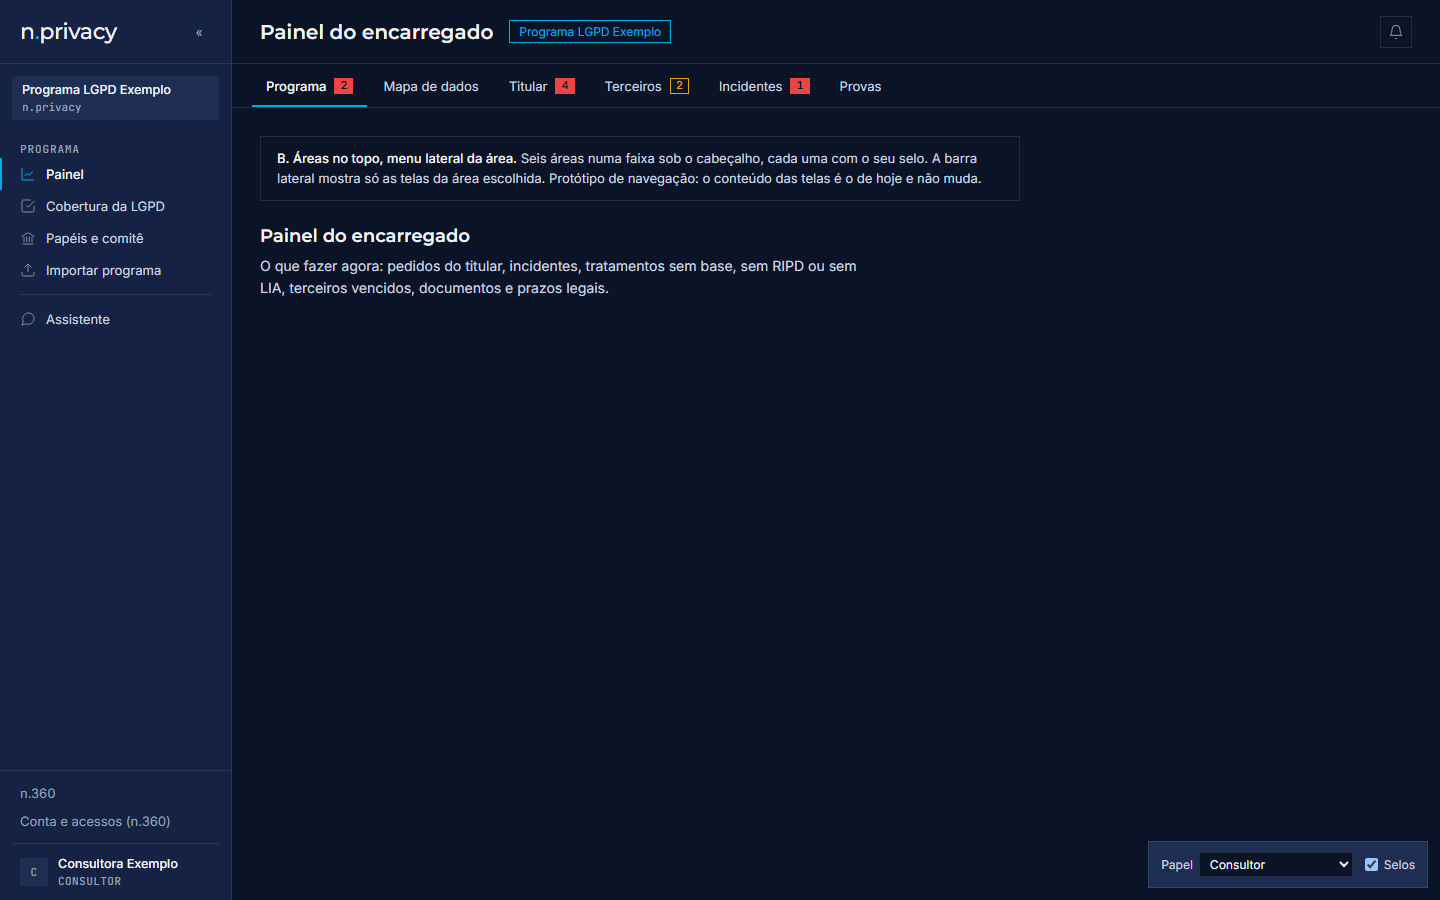 n.privacy
«
Programa LGPD Exemplo
n.privacy
PROGRAMA
Painel
Cobertura da LGPD
Papéis e comitê
Importar programa
Assistente
n.360
Conta e acessos (n.360)
C
Consultora Exemplo
CONSULTOR
Painel do encarregado
Programa LGPD Exemplo
Programa 2
Mapa de dados
Titular 4
Terceiros 2
Incidentes 1
Provas
B. Áreas no topo, menu lateral da área. Seis áreas numa faixa sob o cabeçalho, cada uma com o seu selo. A barra
lateral mostra só as telas da área escolhida. Protótipo de navegação: o conteúdo das telas é o de hoje e não muda.
Painel do encarregado
O que fazer agora: pedidos do titular, incidentes, tratamentos sem base, sem RIPD ou sem
LIA, terceiros vencidos, documentos e prazos legais.
Papel
Consultor
Selos